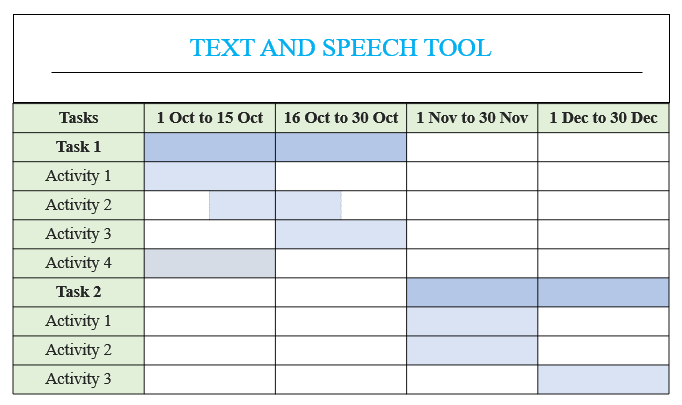 TEXT AND SPEECH TOOL
Tasks 1 Oct to 15 Oct 16 Oct to 30 Oct 1 Nov to 30 Nov 1 Dec to 30 Dec
Task 1
Activity 1
Activity 2
Activity 3
Activity 4
Task 2
Activity 1
Activity 2
Activity 3